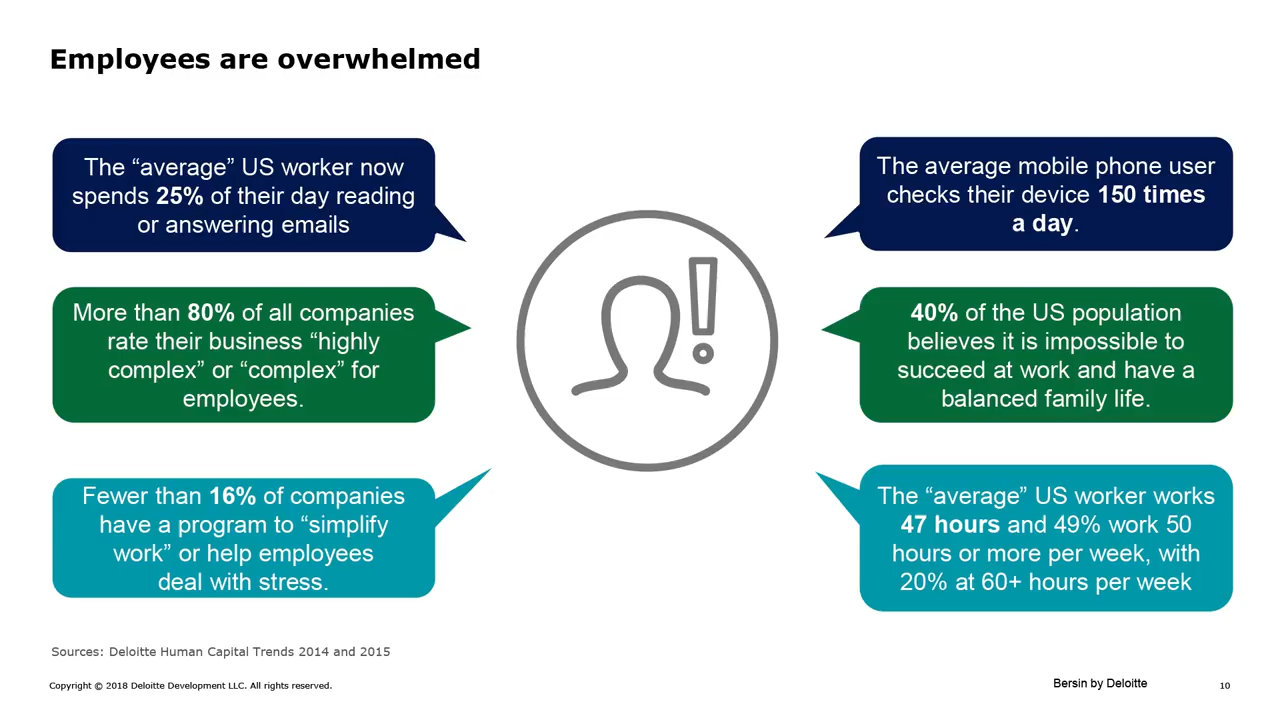 Employees are overwhelmed
The “average” US worker now
spends 25% of their day reading
or answering emails
More than 80% of all companies
rate their business “highly
complex” or “complex” for
employees.
Fewer than 16% of companies
have a program to “simplify
work” or help employees
deal with stress.
The average mobile phone user
checks their device 150 times
a day.
40% of the US population
believes it is impossible to
succeed at work and have a
balanced family life.
The “average” US worker works
47 hours and 49% work 50
hours or more per week, with
20% at 60+ hours per week
Sources: Deloitte Human Capital Trends 2014 and 2015
Copyright © 2018 Deloitte Development LLC. All rights reserved.
Bersin by Deloitte
10